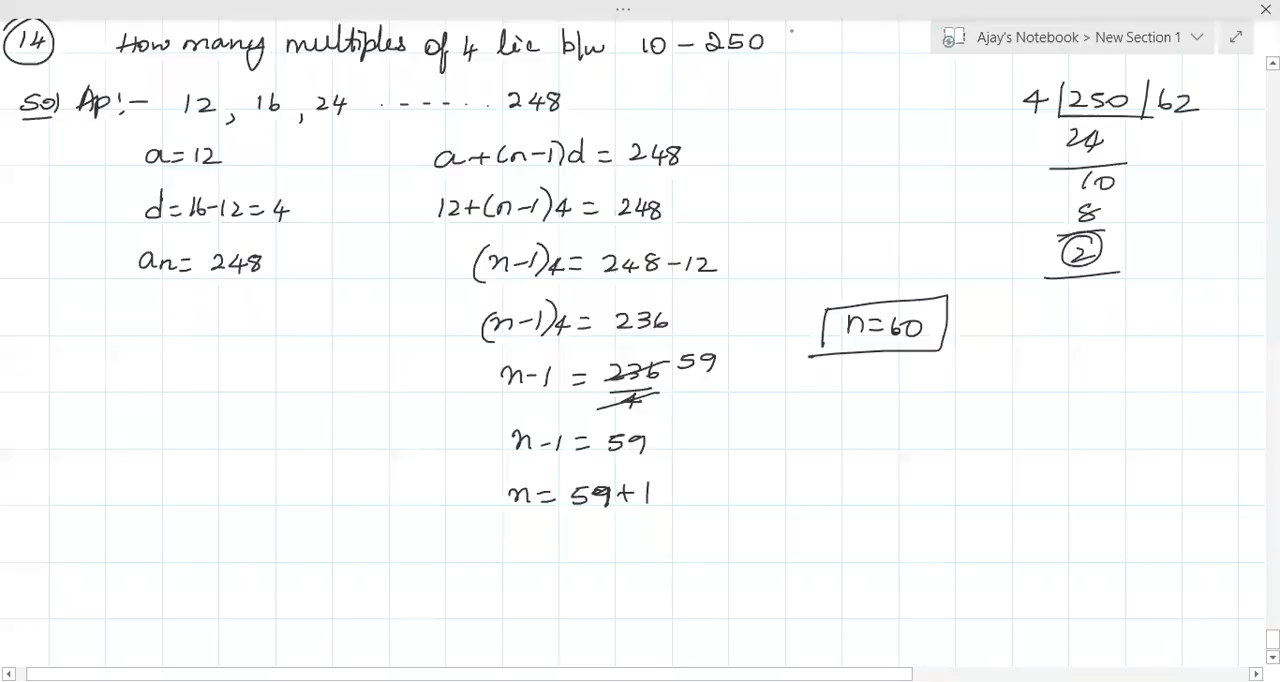 ...
Ajay's Notebook > New Section 1
14 How many multiples of 4 lie b/w 10 - 250
Sol Ap:- 12, 16, 24 ------- 248
a = 12
d = 16-12 = 4
an = 248
a+(n-1)d = 248
12+(n-1)4 = 248
(n-1)4 = 248-12
(n-1)4 = 236
n-1 = 236/4 59
n-1 = 59
n = 59+1
n = 60
4 | 250 | 62
24
10
8
2